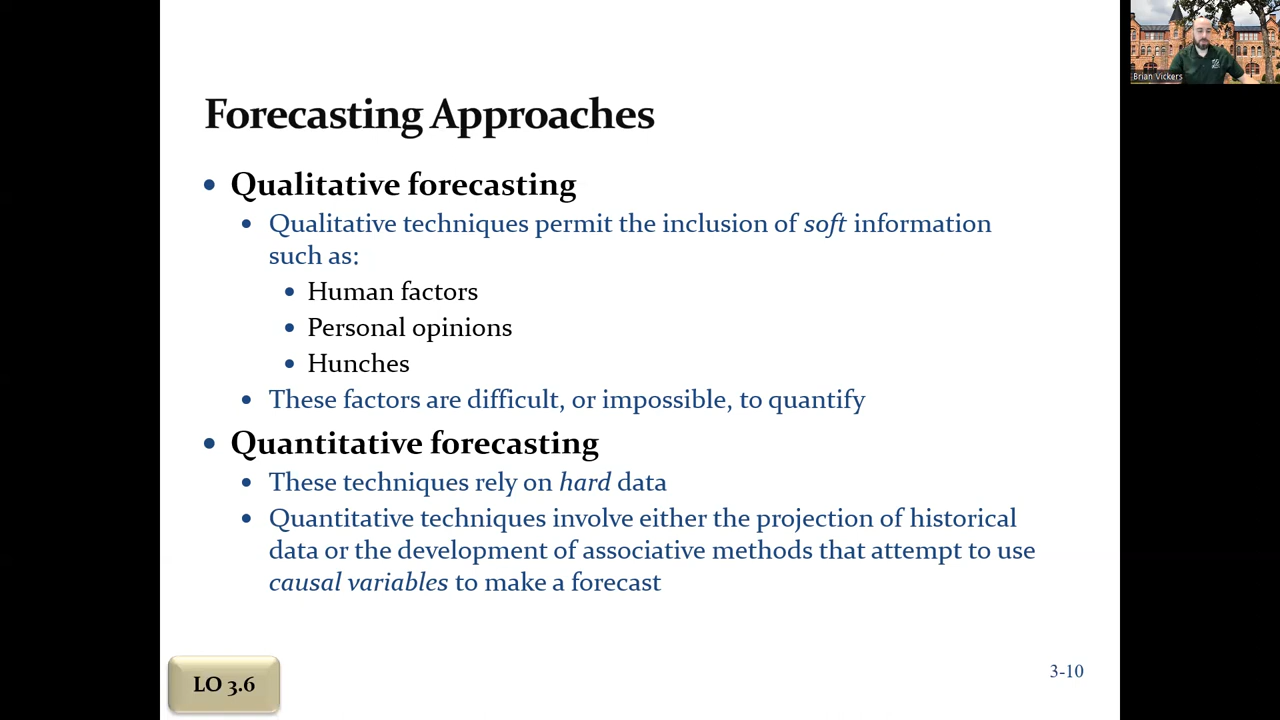 Forecasting Approaches
• Qualitative forecasting
• Qualitative techniques permit the inclusion of soft information
such as:
• Human factors
• Personal opinions
• Hunches
• These factors are difficult, or impossible, to quantify
• Quantitative forecasting
• These techniques rely on hard data
• Quantitative techniques involve either the projection of historical
data or the development of associative methods that attempt to use
causal variables to make a forecast
LO 3.6
3-10
Brian Vickers